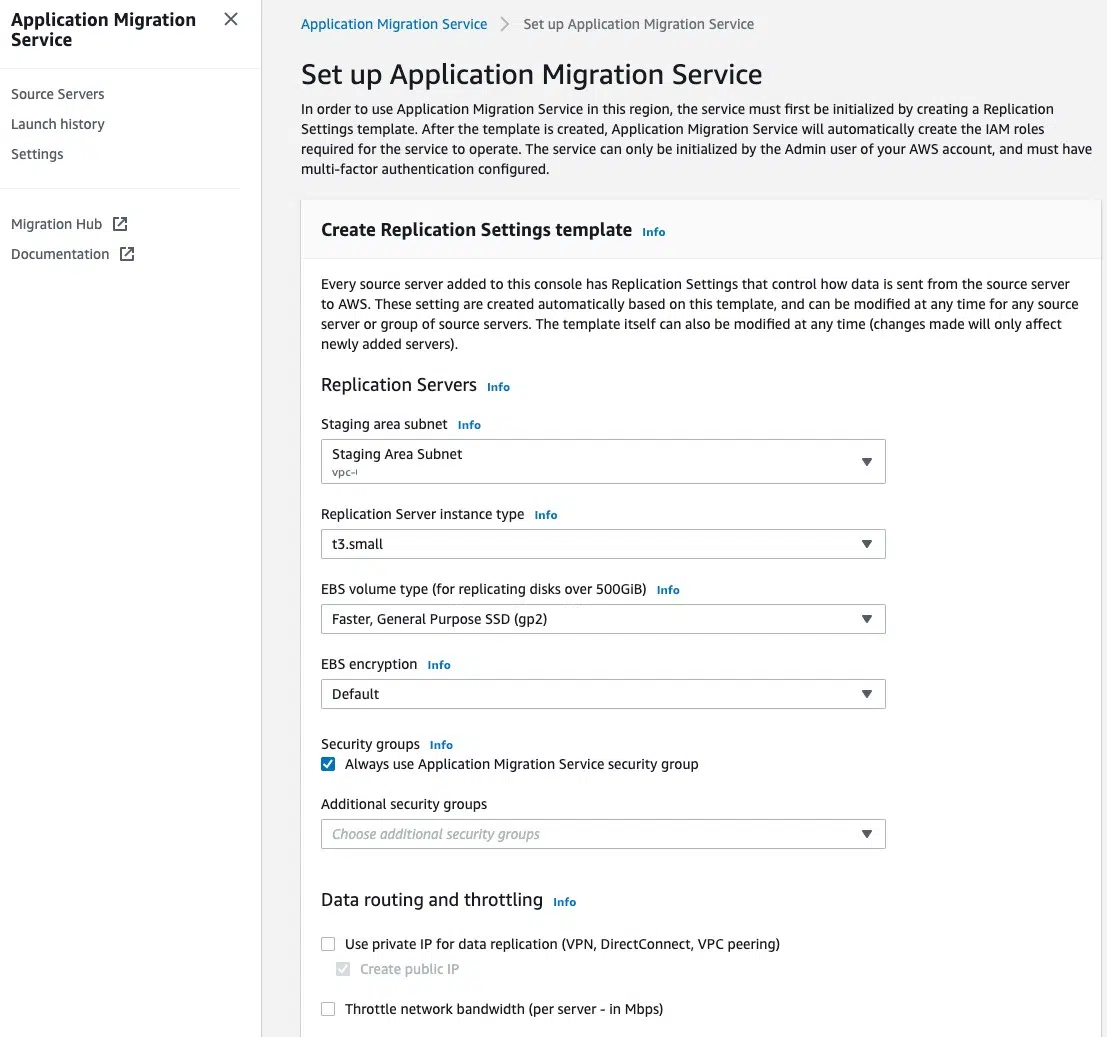 Application Migration
Service
Source Servers
Launch history
Settings
Migration Hub
Documentation
Application Migration Service > Set up Application Migration Service
Set up Application Migration Service
In order to use Application Migration Service in this region, the service must first be initialized by creating a Replication
Settings template. After the template is created, Application Migration Service will automatically create the IAM roles
required for the service to operate. The service can only be initialized by the Admin user of your AWS account, and must have
multi-factor authentication configured.
Create Replication Settings template Info
Every source server added to this console has Replication Settings that control how data is sent from the source server
to AWS. These setting are created automatically based on this template, and can be modified at any time for any source
server or group of source servers. The template itself can also be modified at any time (changes made will only affect
newly added servers).
Replication Servers Info
Staging area subnet Info
Staging Area Subnet
vpc-
Replication Server instance type Info
t3.small
EBS volume type (for replicating disks over 500GiB) Info
Faster, General Purpose SSD (gp2)
EBS encryption Info
Default
Security groups Info
Always use Application Migration Service security group
Additional security groups
Choose additional security groups
Data routing and throttling Info
Use private IP for data replication (VPN, DirectConnect, VPC peering)
Create public IP
Throttle network bandwidth (per server - in Mbps)